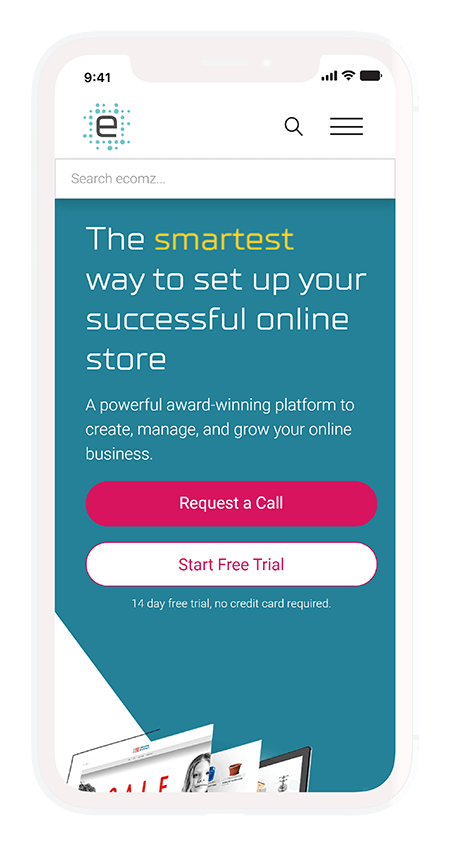 9:41
e
Search ecomz...
The smartest
way to set up your
successful online
store
A powerful award-winning platform to
create, manage, and grow your online
business.
Request a Call
Start Free Trial
14 day free trial, no credit card required.
SALE